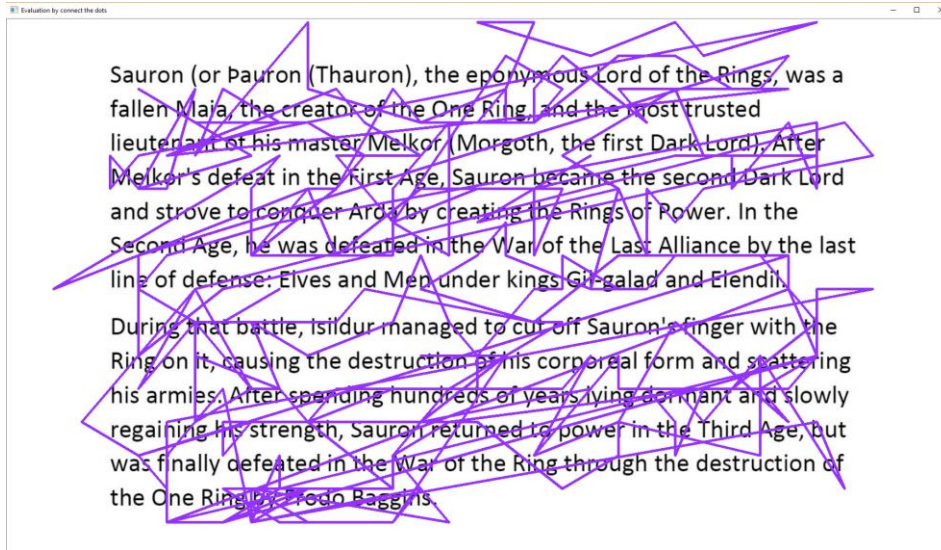 Evaluation by connect the dots
Sauron (or Þauron (Thauron), the eponymous Lord of the Rings, was a
fallen Maia, the creator of the One Ring, and the most trusted
lieutenant of his master Melkor (Morgoth, the first Dark Lord). After
Melkor's defeat in the First Age, Sauron became the second Dark Lord
and strove to conquer Arda by creating the Rings of Power. In the
Second Age, he was defeated in the War of the Last Alliance by the last
line of defense: Elves and Men under kings Gil-galad and Elendil.
During that battle, Isildur managed to cut off Sauron's finger with the
Ring on it, causing the destruction of his corporeal form and scattering
his armies. After spending hundreds of years lying dormant and slowly
regaining his strength, Sauron returned to power in the Third Age, but
was finally defeated in the War of the Ring through the destruction of
the One Ring by Frodo Baggins.